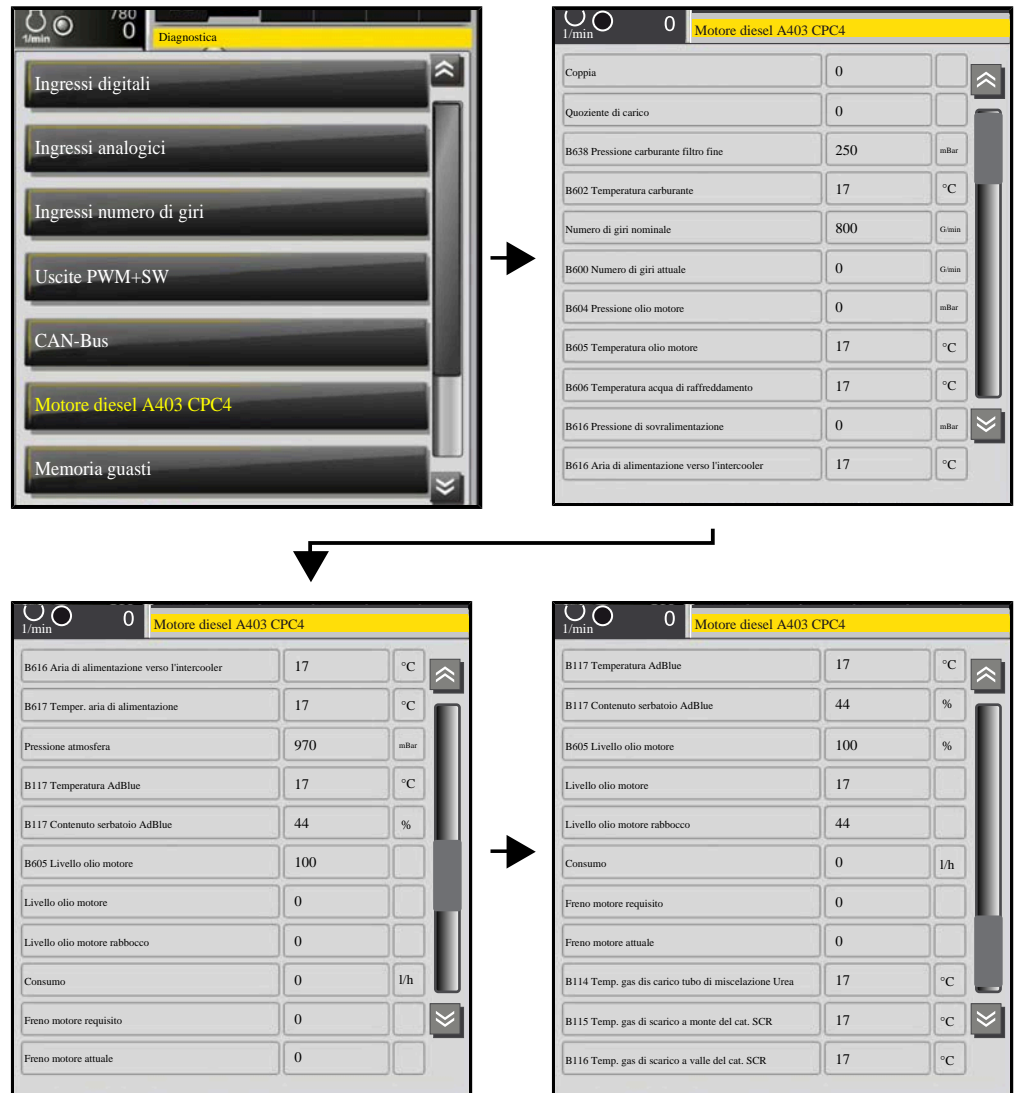 780
1/min 0 Diagnostica
Ingressi digitali
Ingressi analogici
Ingressi numero di giri
Uscite PWM+SW
CAN-Bus
Motore diesel A403 CPC4
Memoria guasti
1/min 0 Motore diesel A403 CPC4
Coppia 0
Quoziente di carico 0
B638 Pressione carburante filtro fine 250 mBar
B602 Temperatura carburante 17 °C
Numero di giri nominale 800 G/min
B600 Numero di giri attuale 0 G/min
B604 Pressione olio motore 0 mBar
B605 Temperatura olio motore 17 °C
B606 Temperatura acqua di raffreddamento 17 °C
B616 Pressione di sovralimentazione 0 mBar
B616 Aria di alimentazione verso l'intercooler 17 °C
1/min 0 Motore diesel A403 CPC4
B616 Aria di alimentazione verso l'intercooler 17 °C
B617 Temper. aria di alimentazione 17 °C
Pressione atmosfera 970 mBar
B117 Temperatura AdBlue 17 °C
B117 Contenuto serbatoio AdBlue 44 %
B605 Livello olio motore 100
Livello olio motore 0
Livello olio motore rabbocco 0
Consumo 0 l/h
Freno motore requisito 0
Freno motore attuale 0
1/min 0 Motore diesel A403 CPC4
B117 Temperatura AdBlue 17 °C
B117 Contenuto serbatoio AdBlue 44 %
B605 Livello olio motore 100 %
Livello olio motore 17
Livello olio motore rabbocco 44
Consumo 0 l/h
Freno motore requisito 0
Freno motore attuale 0
B114 Temp. gas dis carico tubo di miscelazione Urea 17 °C
B115 Temp. gas di scarico a monte del cat. SCR 17 °C
B116 Temp. gas di scarico a valle del cat. SCR 17 °C